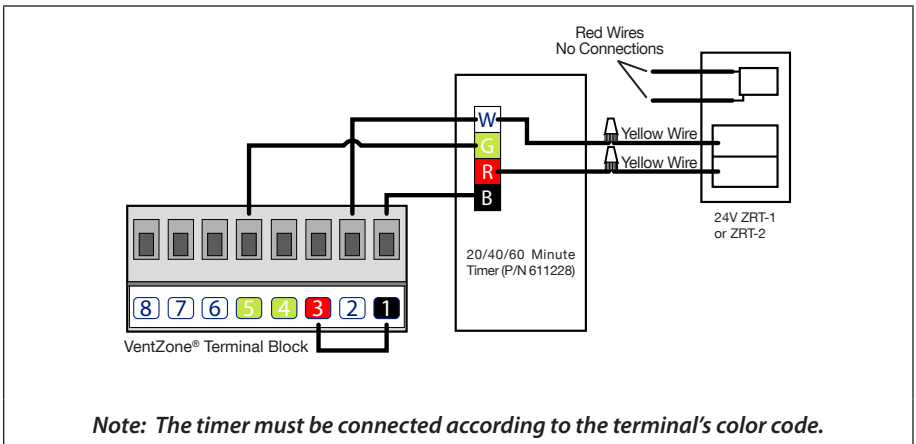 Red Wires
No Connections
W
G
R
B
Yellow Wire
Yellow Wire
24V ZRT-1
or ZRT-2
20/40/60 Minute
Timer (P/N 611228)
8 7 6 5 4 3 2 1
VentZone® Terminal Block
Note: The timer must be connected according to the terminal's color code.